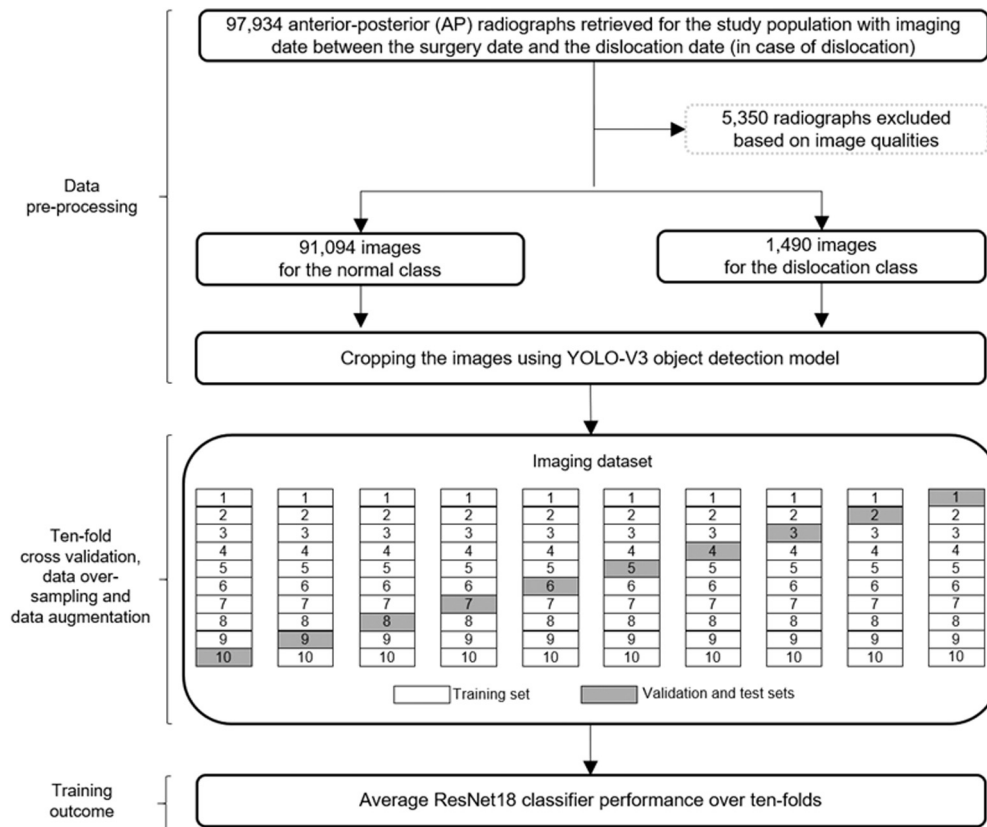 97,934 anterior-posterior (AP) radiographs retrieved for the study population with imaging
date between the surgery date and the dislocation date (in case of dislocation)
5,350 radiographs excluded
based on image qualities
Data
pre-processing
91,094 images
for the normal class
1,490 images
for the dislocation class
Cropping the images using YOLO-V3 object detection model
Imaging dataset
1 1 1 1 1 1 1 1 1 1
2 2 2 2 2 2 2 2 2 2
3 3 3 3 3 3 3 3 3 3
4 4 4 4 4 4 4 4 4 4
5 5 5 5 5 5 5 5 5 5
6 6 6 6 6 6 6 6 6 6
7 7 7 7 7 7 7 7 7 7
8 8 8 8 8 8 8 8 8 8
9 9 9 9 9 9 9 9 9 9
10 10 10 10 10 10 10 10 10 10
Ten-fold
cross validation,
data over-
sampling and
data augmentation
Training set
Validation and test sets
Training
outcome
Average ResNet18 classifier performance over ten-folds